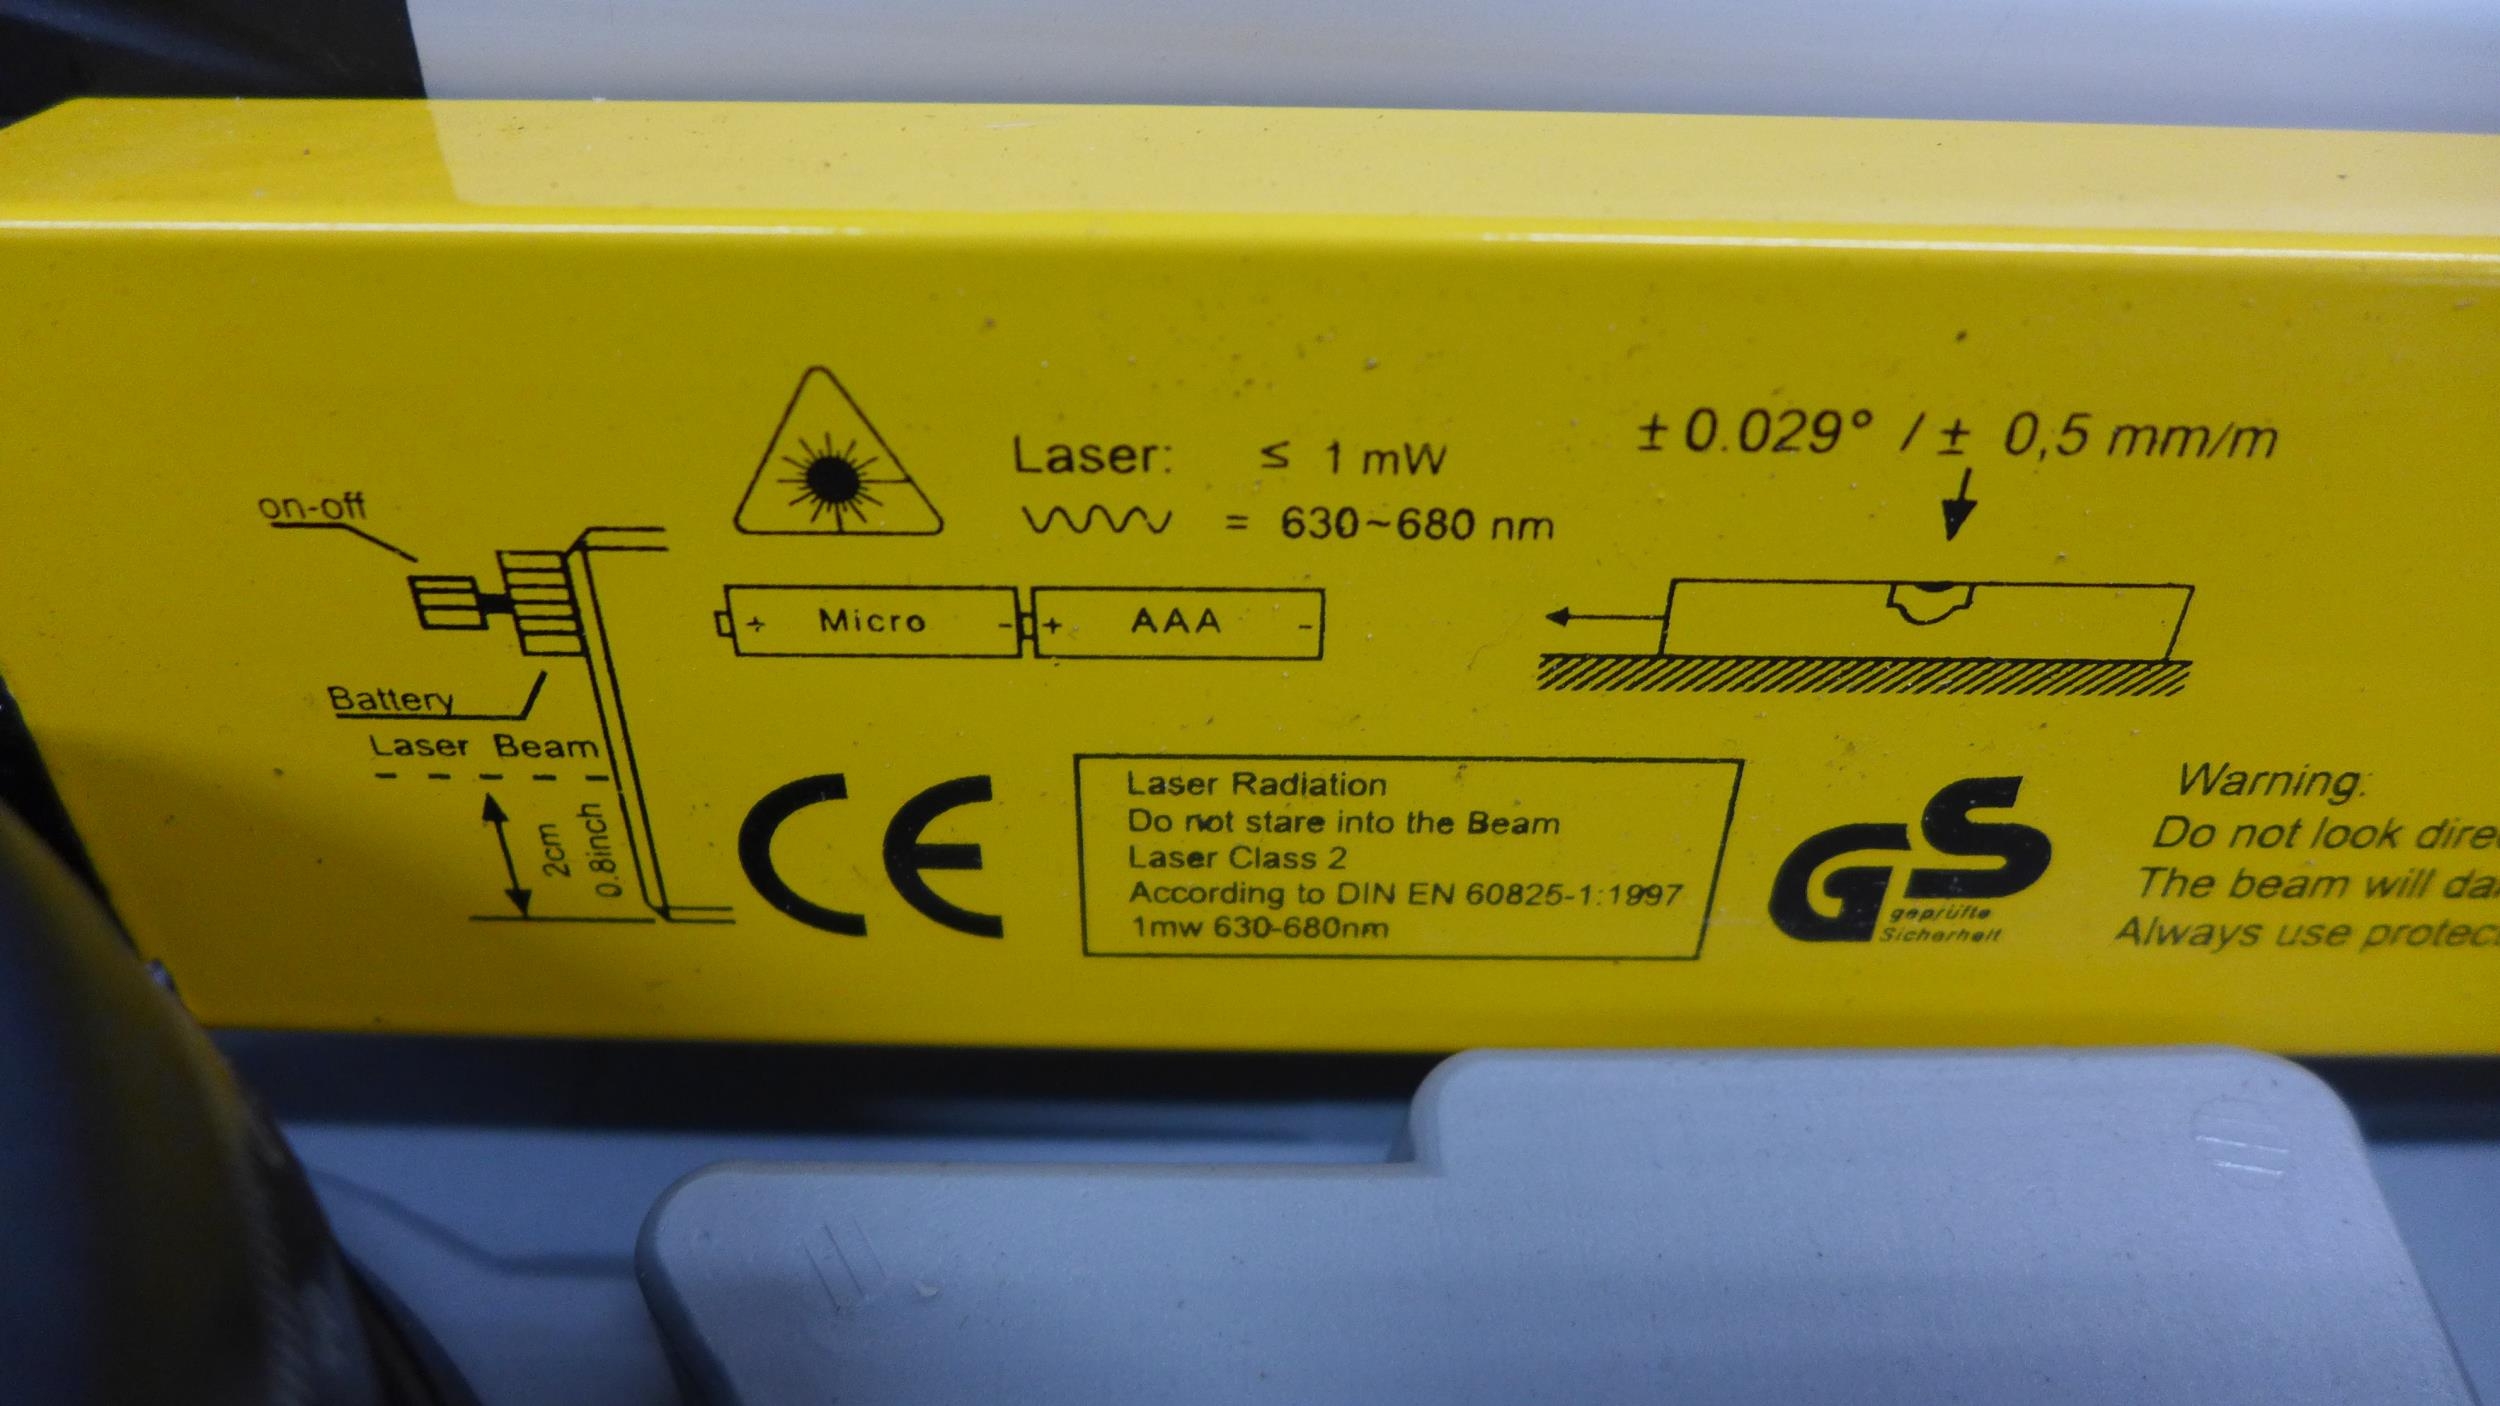 on-off
Battery
Laser Beam
2cm
0.8inch
Laser: ≤ 1 mW
= 630~680 nm
+ Micro - + AAA -
± 0.029° / ± 0,5 mm/m
CE
Laser Radiation
Do not stare into the Beam
Laser Class 2
According to DIN EN 60825-1:1997
1mw 630-680nm
GS
geprüfte
Sicherheit
Warning:
Do not look
The beam will
Always use